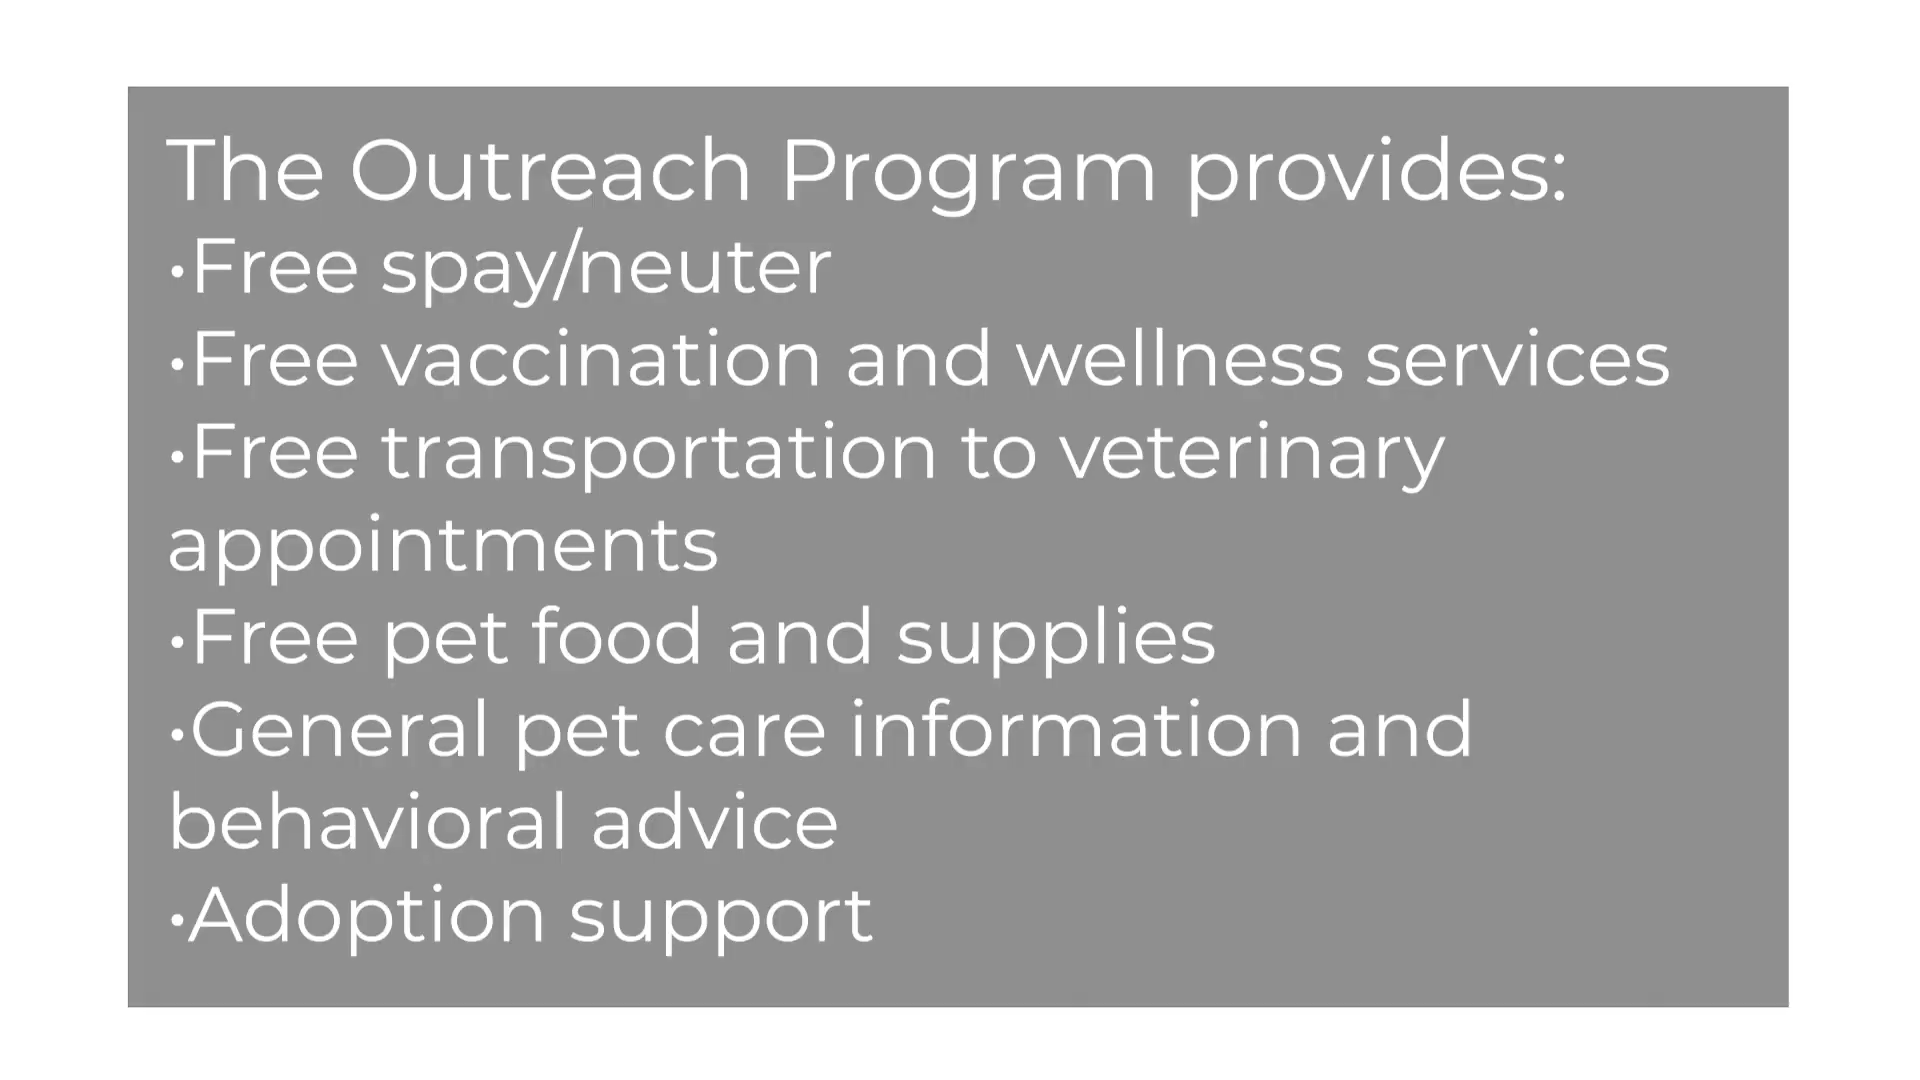 The Outreach Program provides:
•Free spay/neuter
•Free vaccination and wellness services
•Free transportation to veterinary
appointments
•Free pet food and supplies
•General pet care information and
behavioral advice
•Adoption support